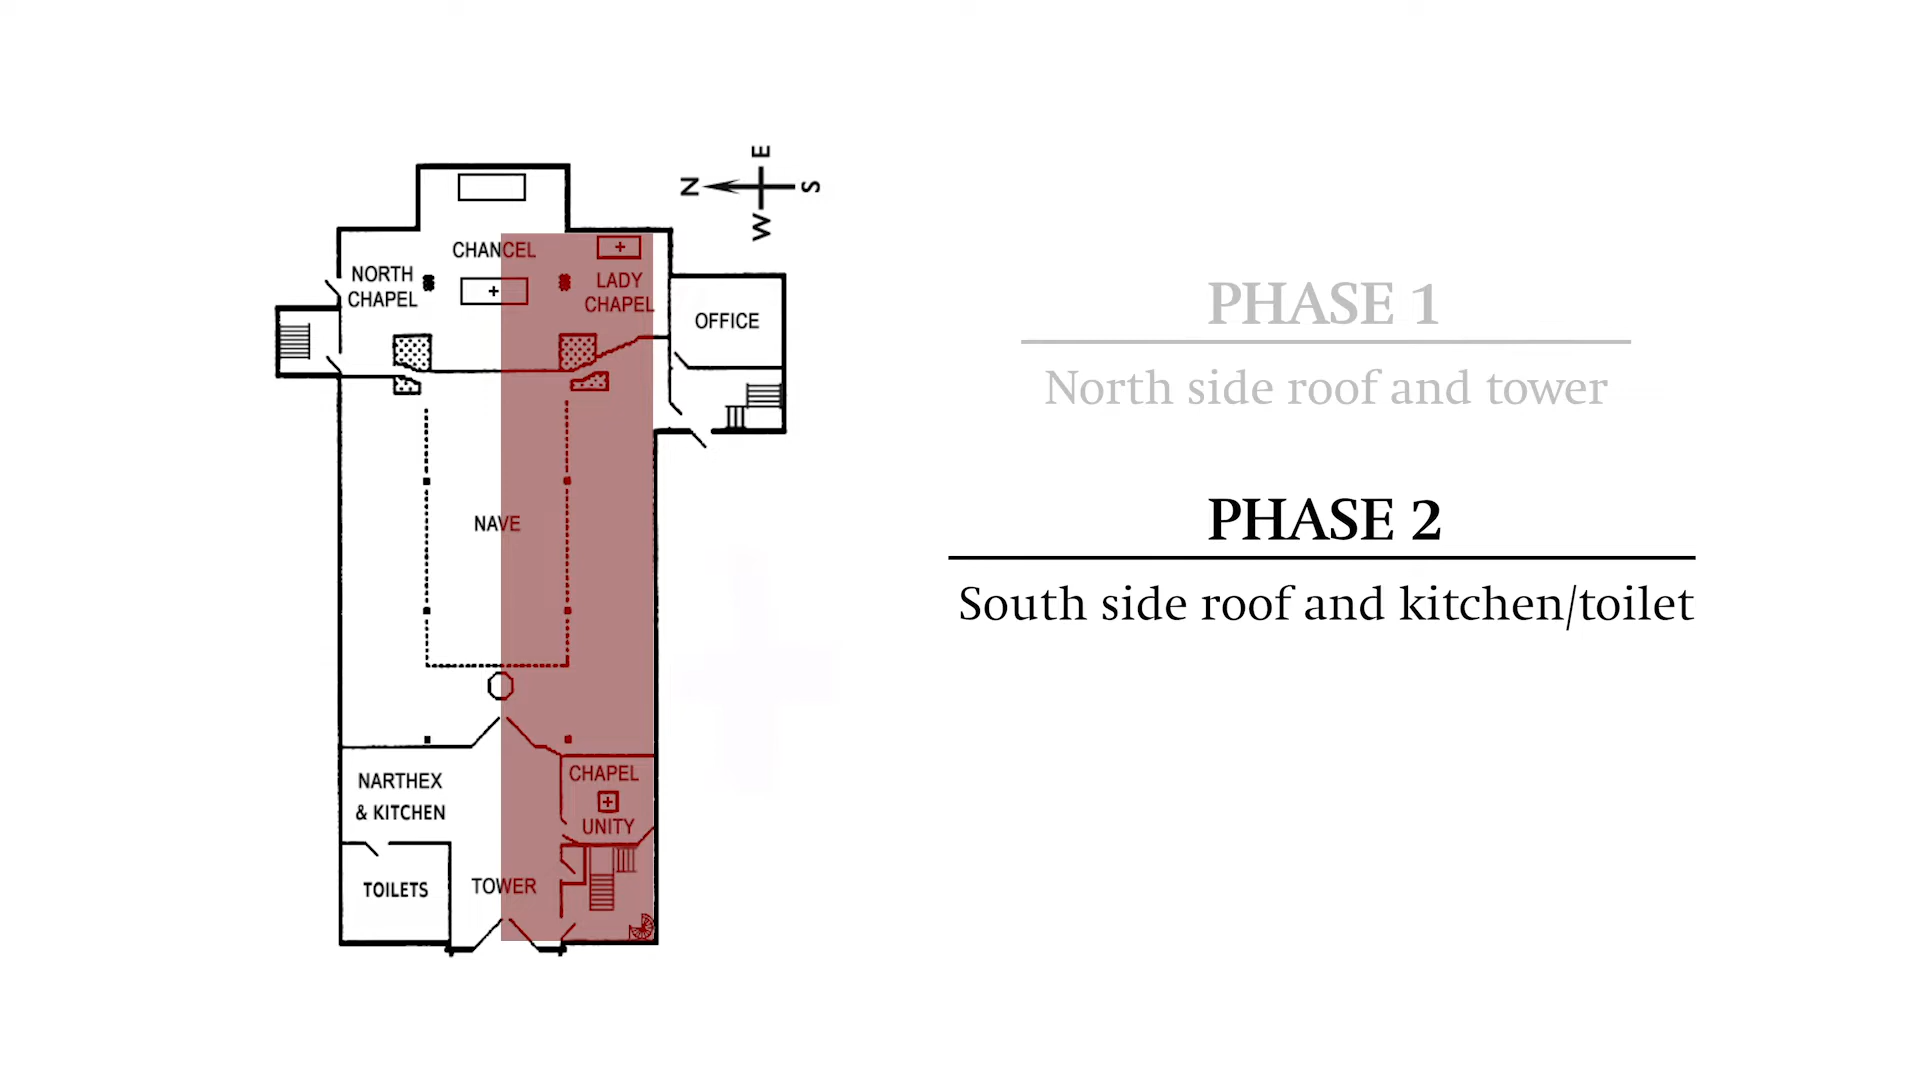 E
N
S
W
CHANCEL
NORTH
CHAPEL
LADY
CHAPEL
OFFICE
NAVE
NARTHEX
& KITCHEN
CHAPEL
UNITY
TOILETS
TOWER
PHASE 1
North side roof and tower
PHASE 2
South side roof and kitchen/toilet